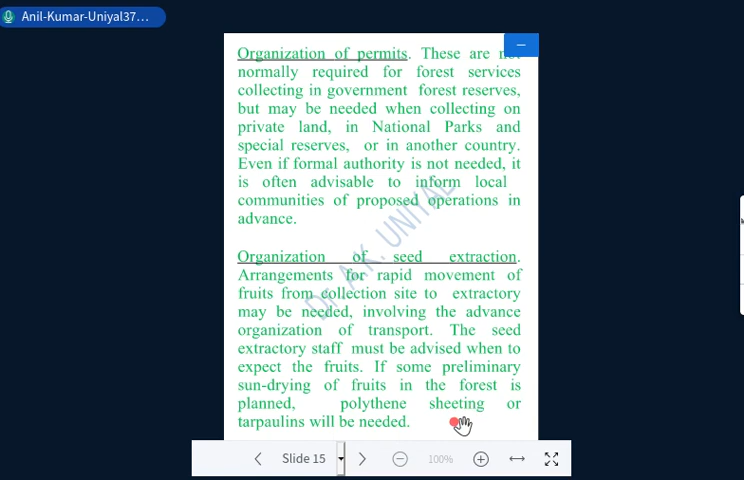 Anil-Kumar-Uniyal37...
Organization of permits. These are not
normally required for forest services
collecting in government forest reserves,
but may be needed when collecting on
private land, in National Parks and
special reserves, or in another country.
Even if formal authority is not needed, it
is often advisable to inform local
communities of proposed operations in
advance.
Organization of seed extraction.
Arrangements for rapid movement of
fruits from collection site to extractory
may be needed, involving the advance
organization of transport. The seed
extractory staff must be advised when to
expect the fruits. If some preliminary
sun-drying of fruits in the forest is
planned, polythene sheeting or
tarpaulins will be needed.
Dr. A.K. UNIYAL
Slide 15
100%